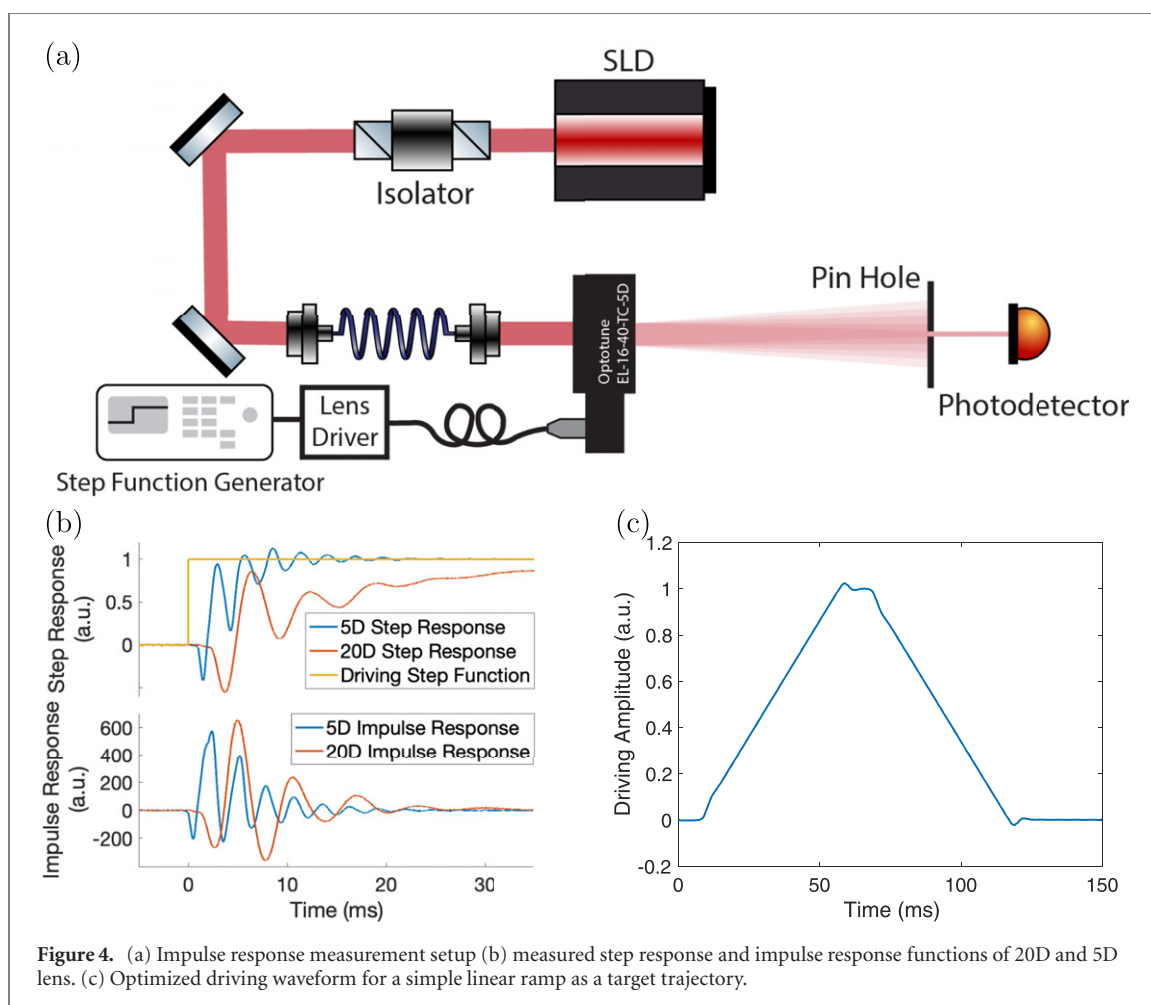 (a)
SLD
Isolator
Pin Hole
Optotune
EL-16-40-TC-5D
Lens
Driver
Photodetector
Step Function Generator
(b)
Step Response
(a.u.)
1
0.5
0
5D Step Response
20D Step Response
Driving Step Function
Impulse Response
(a.u.)
600
400
200
0
-200
5D Impulse Response
20D Impulse Response
0
10
20
30
Time (ms)
(c)
Driving Amplitude (a.u.)
1.2
1
0.8
0.6
0.4
0.2
0
-0.2
0
50
100
150
Time (ms)
Figure 4. (a) Impulse response measurement setup (b) measured step response and impulse response functions of 20D and 5D
lens. (c) Optimized driving waveform for a simple linear ramp as a target trajectory.